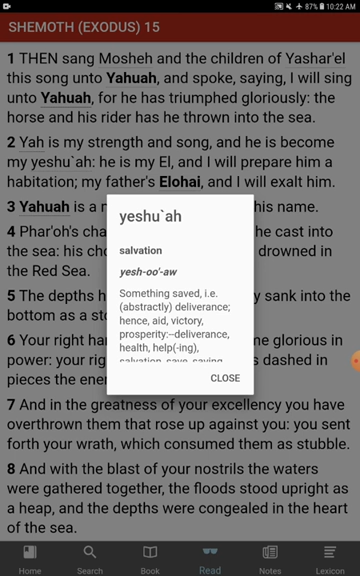 87% 10:22 AM
SHEMOTH (EXODUS) 15
1 THEN sang Mosheh and the children of Yashar'el
this song unto Yahuah, and spoke, saying, I will sing
unto Yahuah, for he has triumphed gloriously: the
horse and his rider has he thrown into the sea.
2 Yah is my strength and song, and he is become
my yeshu`ah: he is my El, and I will prepare him a
habitation; my father's Elohai, and I will exalt him.
3 Yahuah is a his name.
4 Phar'oh's cha he cast into
the sea: his cho drowned in
the Red Sea.
5 The depths h y sank into the
bottom as a sto
6 Your right han me glorious in
power: your rig s dashed in
pieces the ene
yeshu`ah
salvation
yesh-oo'-aw
Something saved, i.e.
(abstractly) deliverance;
hence, aid, victory,
prosperity:--deliverance,
health, help(-ing),
salvation, save, saving
CLOSE
7 And in the greatness of your excellency you have
overthrown them that rose up against you: you sent
forth your wrath, which consumed them as stubble.
8 And with the blast of your nostrils the waters
were gathered together, the floods stood upright as
a heap, and the depths were congealed in the heart
of the sea.
Home Search Book Read Notes Lexicon